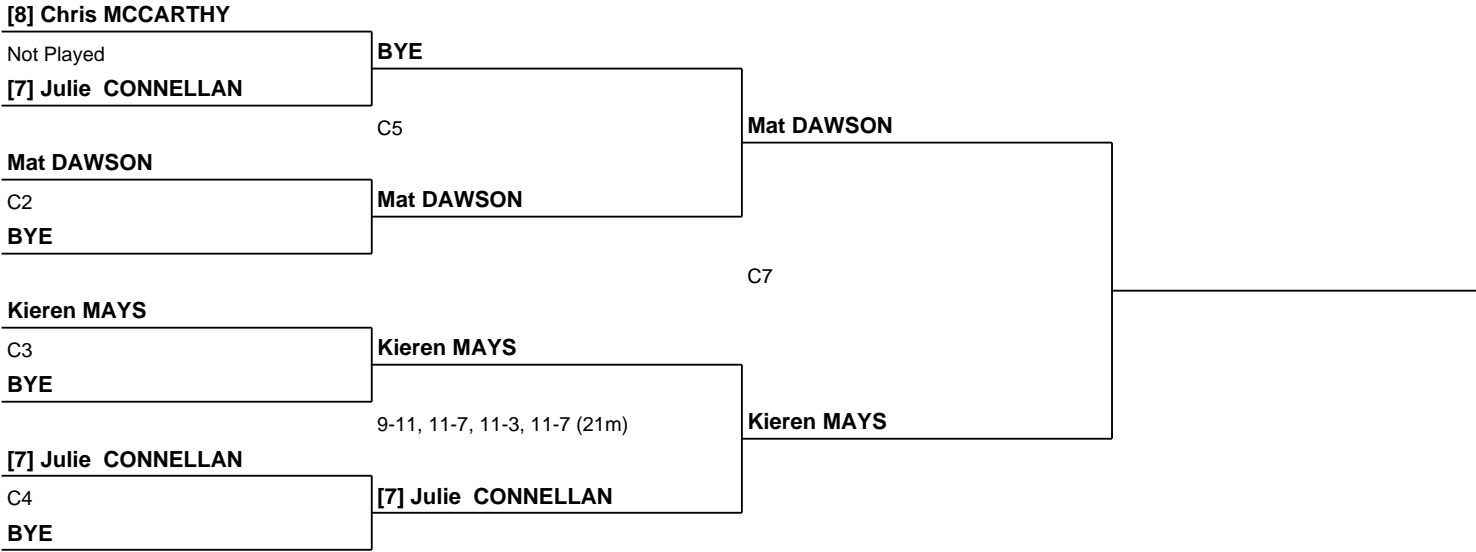 [8] Chris MCCARTHY
Not Played
[7] Julie CONNELLAN
BYE
C5
Mat DAWSON
Mat DAWSON
C2
BYE
Mat DAWSON
C7
Kieren MAYS
C3
BYE
Kieren MAYS
9-11, 11-7, 11-3, 11-7 (21m)
Kieren MAYS
[7] Julie CONNELLAN
C4
BYE
[7] Julie CONNELLAN